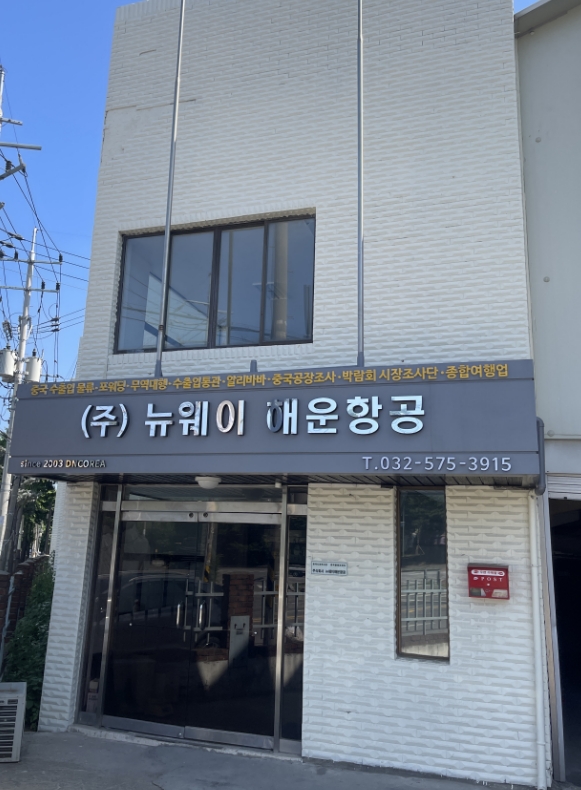 중국 수출입 물류·포워딩·무역대행·수출입통관·알리바바·중국공장조사·박람회 시장조사단·종합여행업
(주) 뉴웨이 해운항공
since 2003 DNCOREA
T.032-575-3915
POST